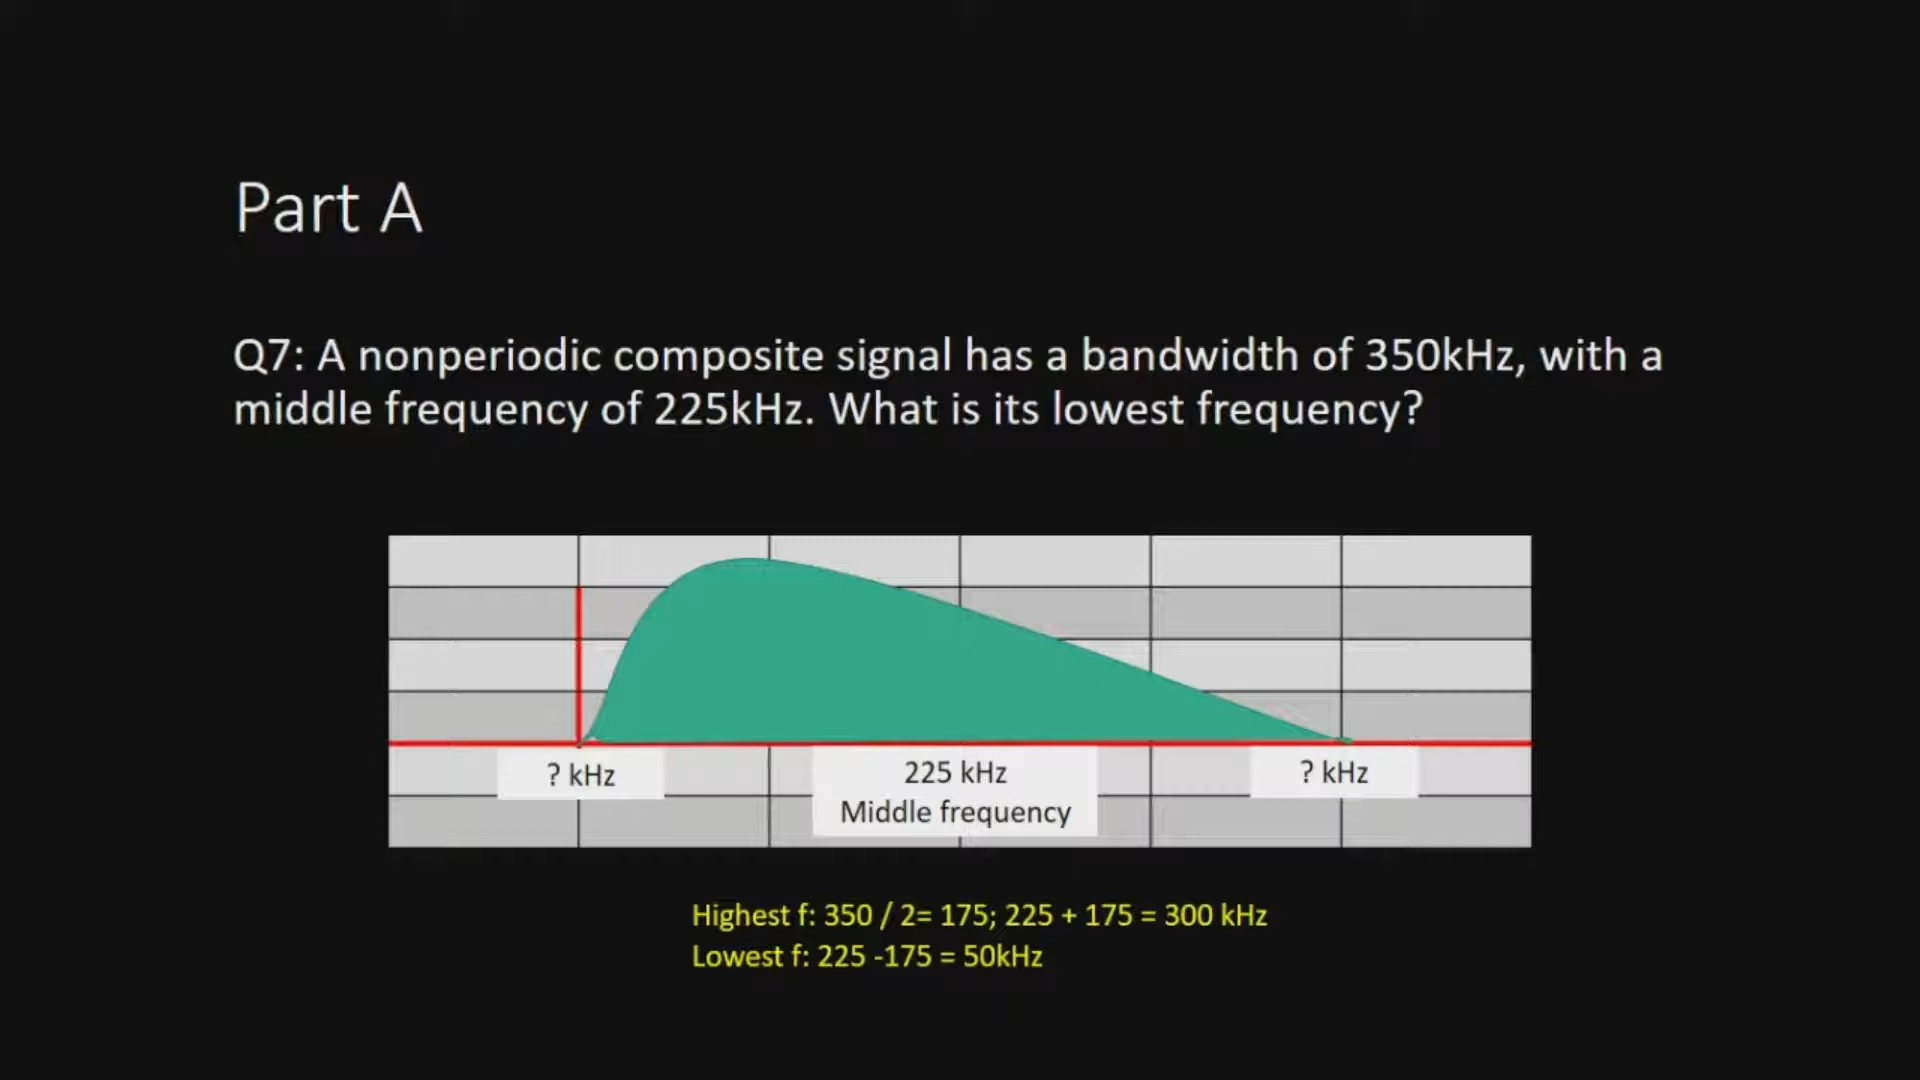 Part A
Q7: A nonperiodic composite signal has a bandwidth of 350kHz, with a
middle frequency of 225kHz. What is its lowest frequency?
? kHz
225 kHz
Middle frequency
? kHz
Highest f: 350 / 2= 175; 225 + 175 = 300 kHz
Lowest f: 225 -175 = 50kHz